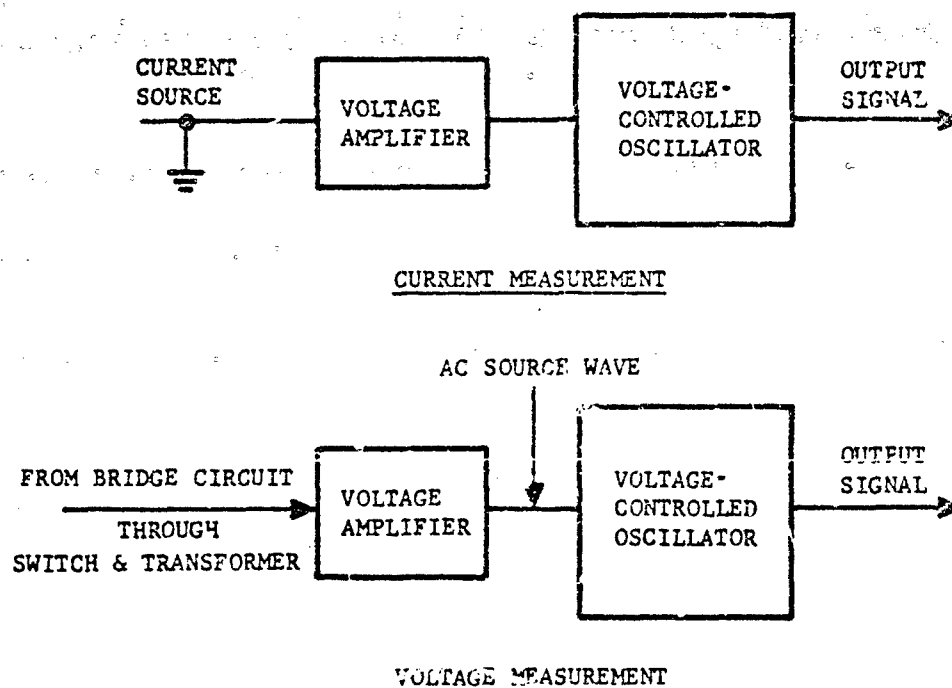 CURRENT
SOURCE
VOLTAGE
AMPLIFIER
VOLTAGE-
CONTROLLED
OSCILLATOR
OUTPUT
SIGNAL
CURRENT MEASUREMENT
AC SOURCE WAVE
FROM BRIDGE CIRCUIT
THROUGH
SWITCH & TRANSFORMER
VOLTAGE
AMPLIFIER
VOLTAGE-
CONTROLLED
OSCILLATOR
OUTPUT
SIGNAL
VOLTAGE MEASUREMENT